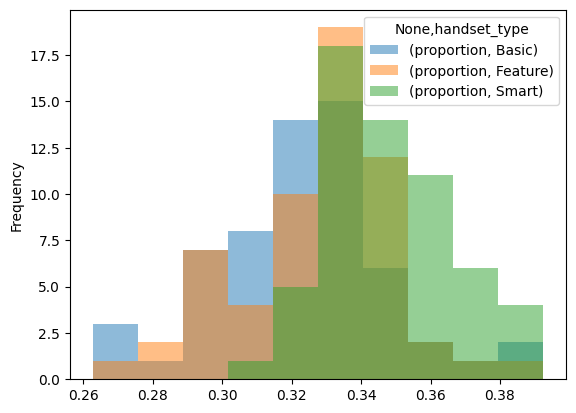 None,handset_type
(proportion, Basic)
(proportion, Feature)
(proportion, Smart)
Frequency
17.5
15.0
12.5
10.0
7.5
5.0
2.5
0.0
0.26 0.28 0.30 0.32 0.34 0.36 0.38